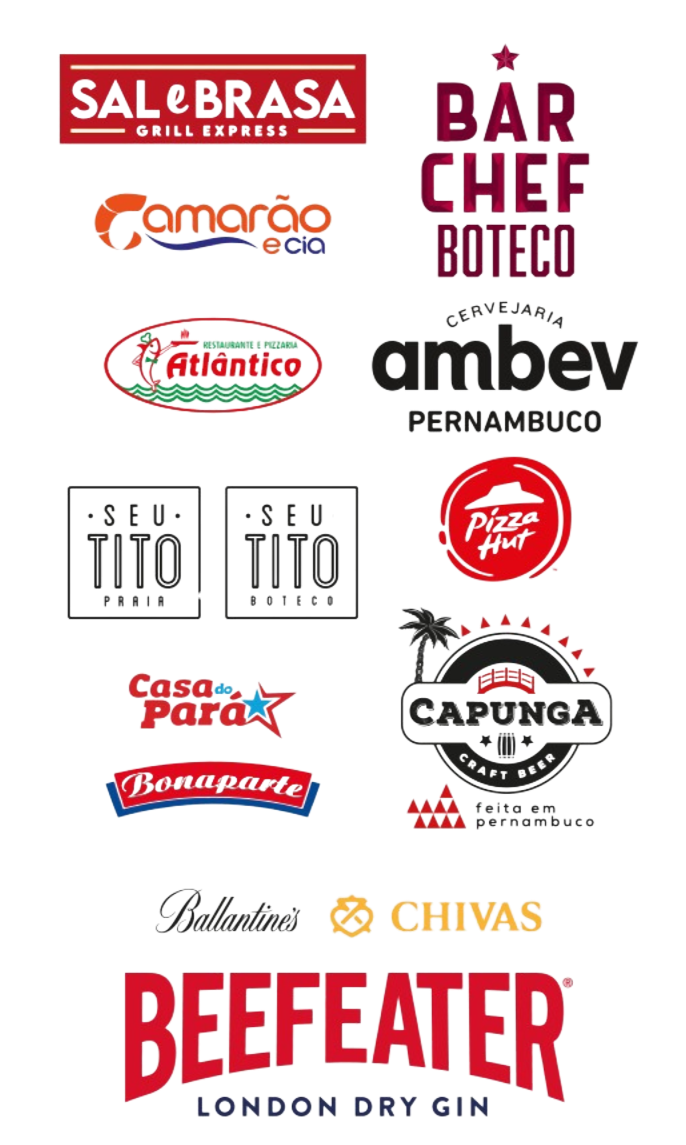 SAL e BRASA
GRILL EXPRESS
BAR
CHEF
BOTECO
Camarão
e cia
RESTAURANTE E PIZZARIA
Atlântico
CERVEJARIA
ambev
PERNAMBUCO
·SEU·
TITO
PRAIA
·SEU
TITO
BOTECO
Pizza
Hut
Casa do
Pará
CAPUNGA
CRAFT BEER
feita em
pernambuco
Bonaparte
Ballantine's
CHIVAS
BEEFEATER®
LONDON DRY GIN